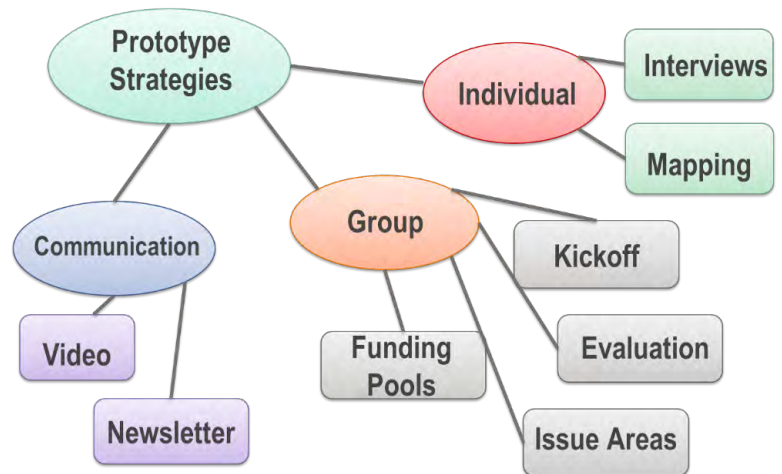 Prototype
Strategies
Individual
Interviews
Mapping
Communication
Group
Video
Newsletter
Kickoff
Funding
Pools
Evaluation
Issue Areas